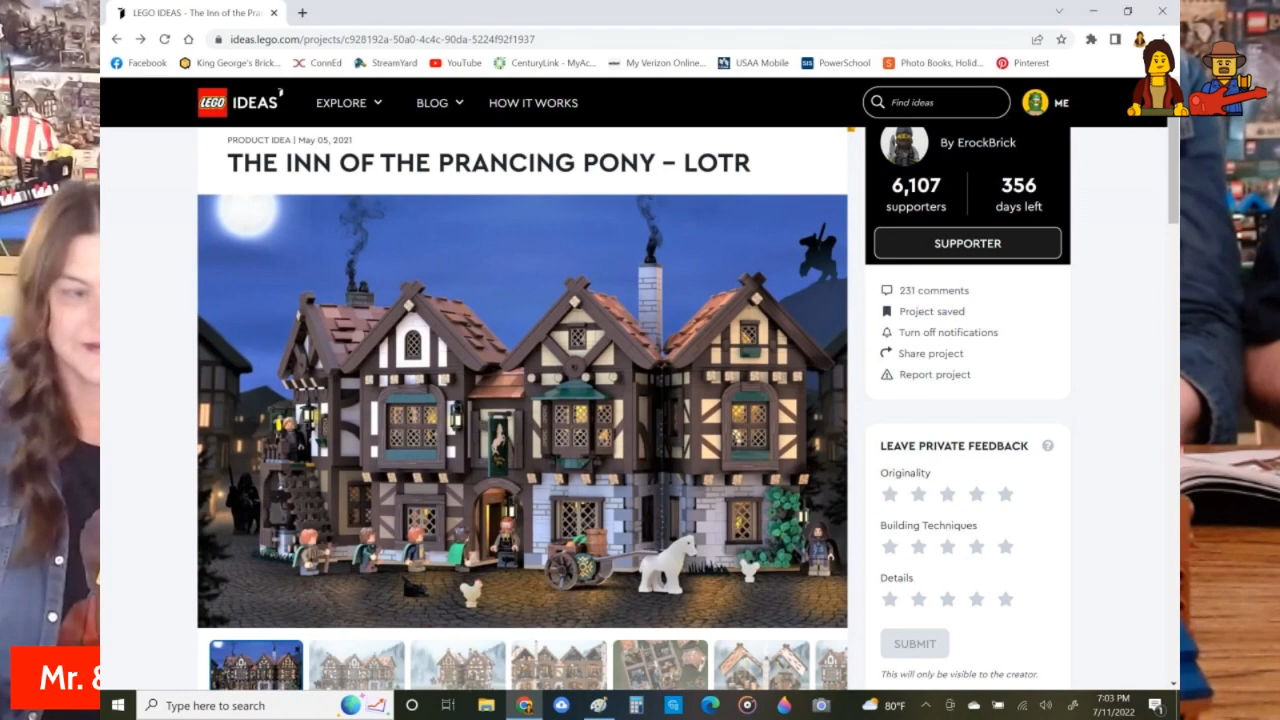 LEGO IDEAS - The Inn of the Pran
ideas.lego.com/projects/c928192a-50a0-4c4c-90da-5224f92f1937
Facebook
King George's Brick...
ConnEd
StreamYard
YouTube
CenturyLink - MyAc...
My Verizon Online...
USAA Mobile
PowerSchool
Photo Books, Holid...
Pinterest
LEGO IDEAS
EXPLORE
BLOG
HOW IT WORKS
Find ideas
ME
PRODUCT IDEA | May 05, 2021
THE INN OF THE PRANCING PONY – LOTR
By ErockBrick
6,107 supporters
356 days left
SUPPORTER
231 comments
Project saved
Turn off notifications
Share project
Report project
LEAVE PRIVATE FEEDBACK ?
Originality
Building Techniques
Details
SUBMIT
This will only be visible to the creator.
Mr. &
Type here to search
80°F
7:03 PM
7/11/2022